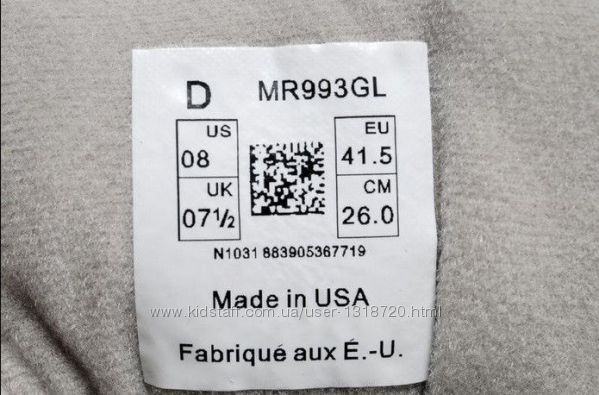 D MR993GL
US
08
EU
41.5
UK
07½
CM
26.0
N1031 883905367719
Made in USA
www.kidstaff.com.ua/user-1318720.html
Fabriqué aux É.-U.